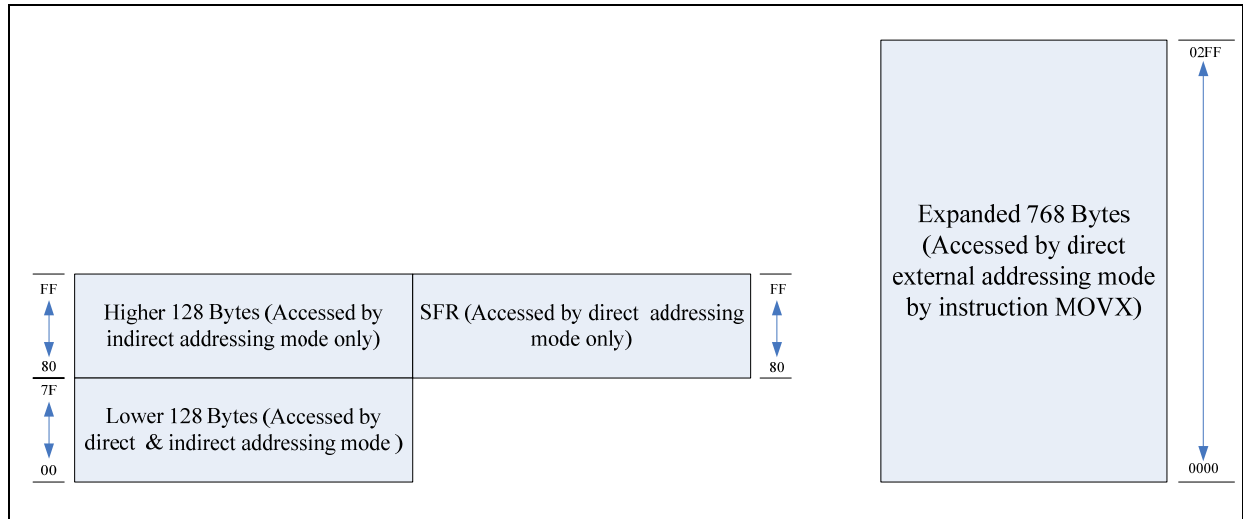 02FF
Expanded 768 Bytes
(Accessed by direct
external addressing mode
by instruction MOVX)
0000
FF
Higher 128 Bytes (Accessed by
indirect addressing mode only)
80
SFR (Accessed by direct addressing
mode only)
FF
80
7F
Lower 128 Bytes (Accessed by
direct & indirect addressing mode )
00